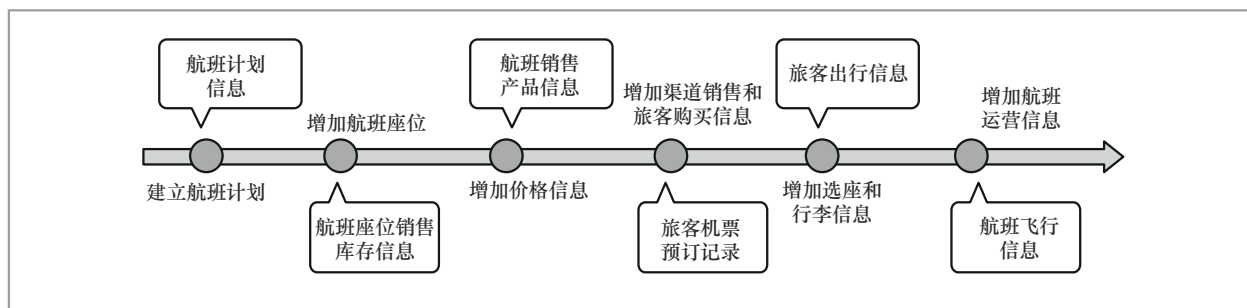 航班计划
信息
建立航班计划
增加航班座位
航班座位销售
库存信息
航班销售
产品信息
增加价格信息
增加渠道销售和
旅客购买信息
旅客机票
预订记录
旅客出行信息
增加选座和
行李信息
增加航班
运营信息
航班飞行
信息